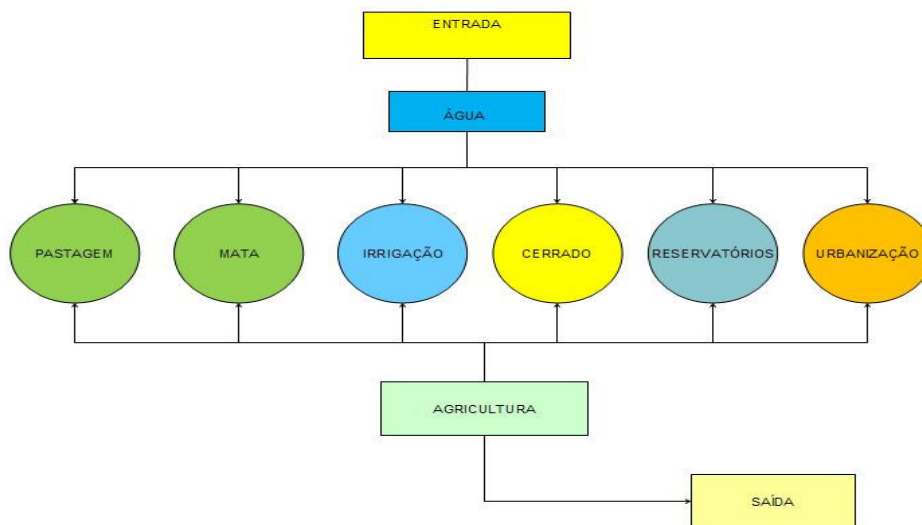 ENTRADA
ÁGUA
PASTAGEM
MATA
IRRIGAÇÃO
CERRADO
RESERVATÓRIOS
URBANIZAÇÃO
AGRICULTURA
SAÍDA